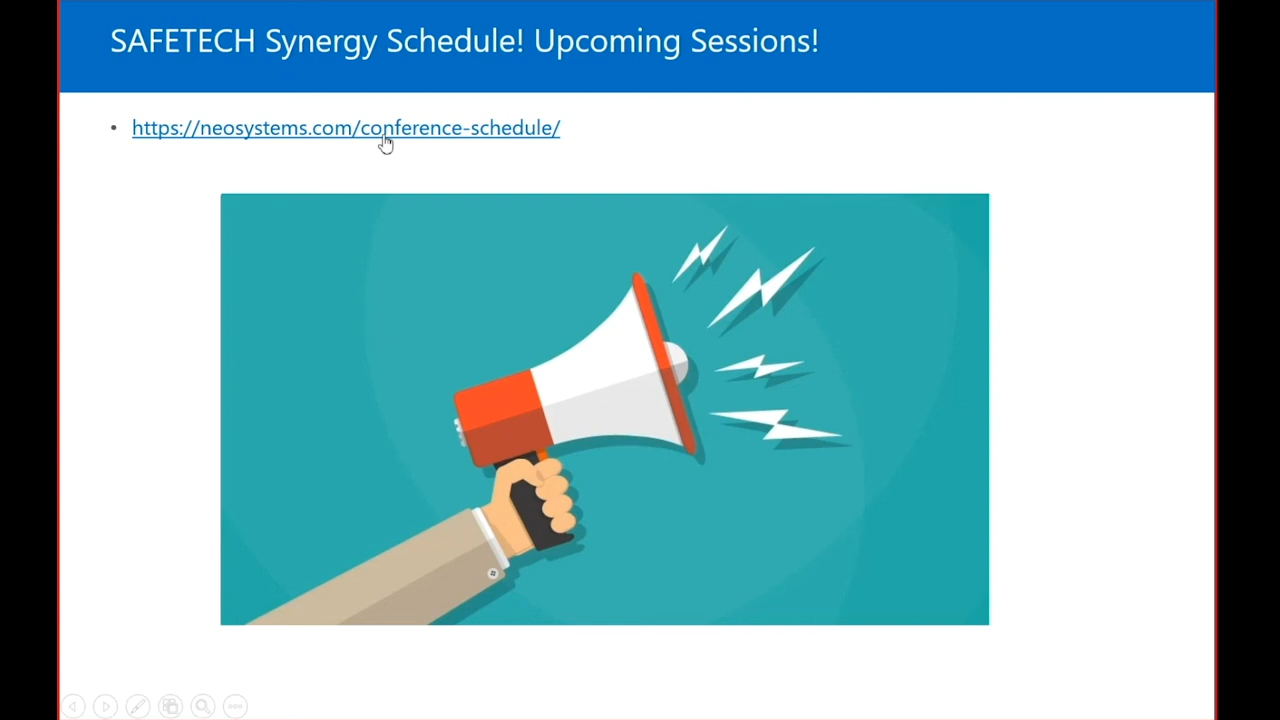 SAFETECH Synergy Schedule! Upcoming Sessions!
• https://neosystems.com/conference-schedule/